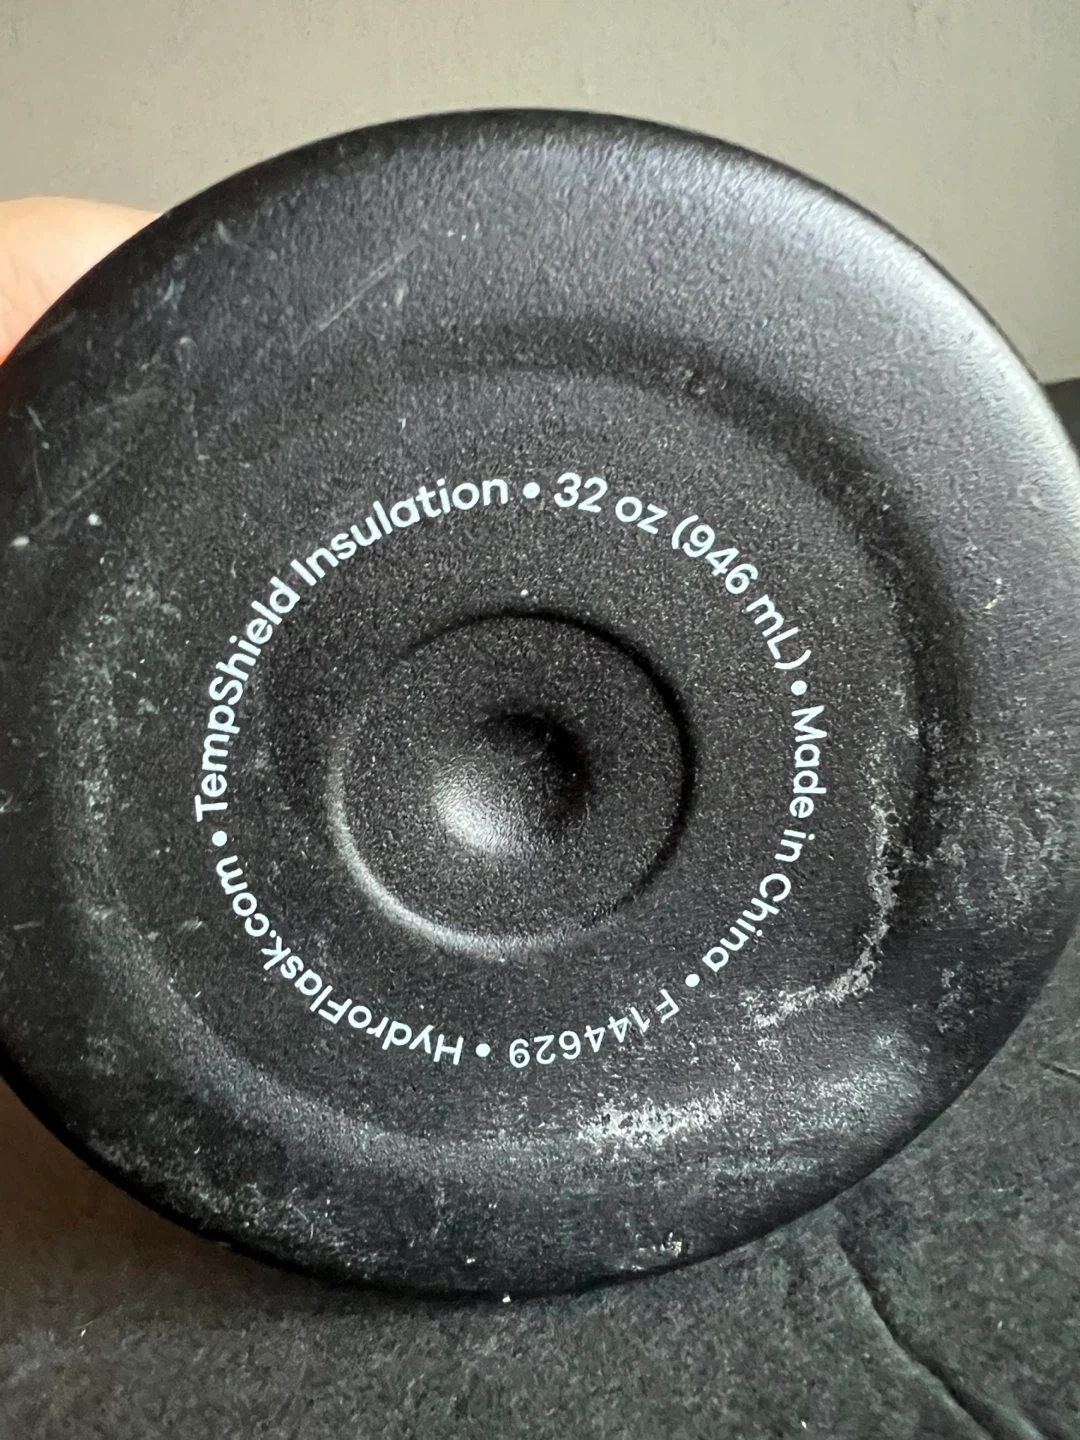 TempShield Insulation • 32 oz (946 mL) • Made in China • F144629 • HydroFlask.com •